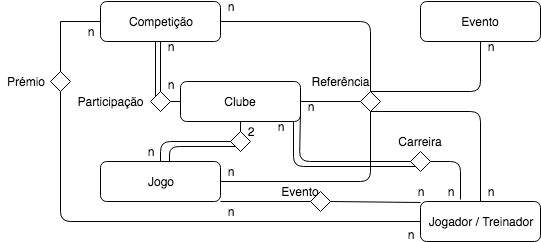 Competição
n
n
n
Evento
n
Prémio
Participação
n
Clube
Referência
n
n
2
Carreira
n
Jogo
n
Evento
n
n
n
n
Jogador / Treinador
n